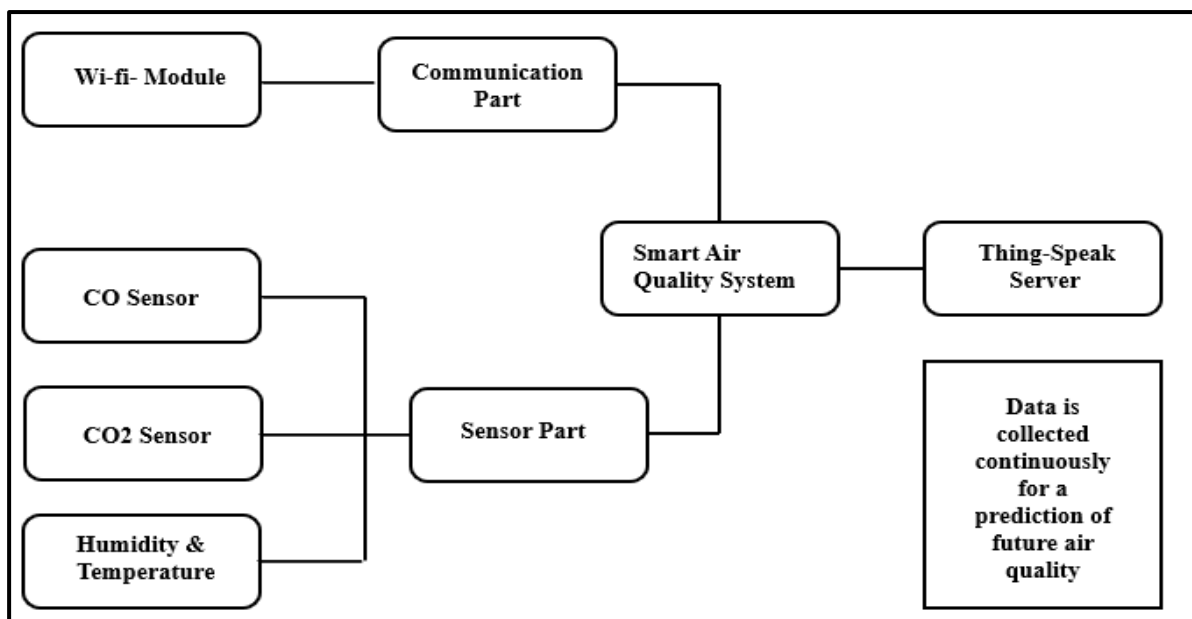 Wi-fi- Module
Communication
Part
Smart Air
Quality System
Thing-Speak
Server
CO Sensor
CO2 Sensor
Sensor Part
Humidity &
Temperature
Data is
collected
continuously
for a
prediction of
future air
quality